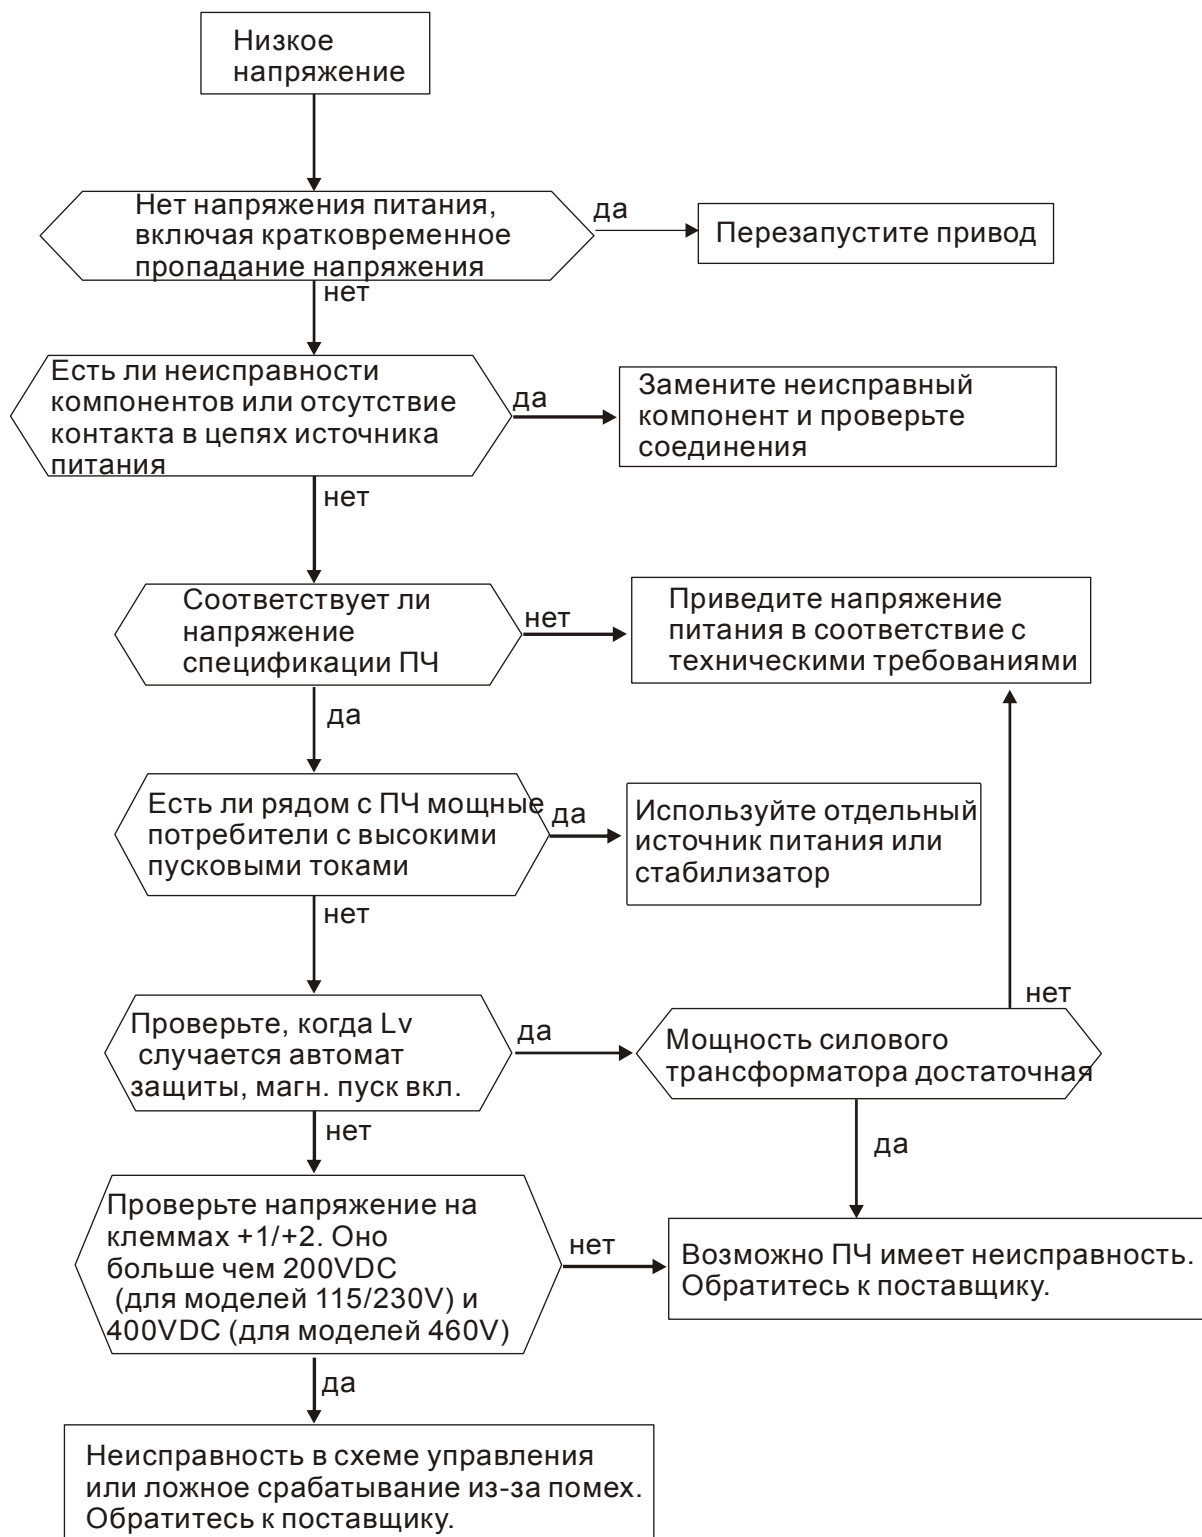 Низкое
напряжение
Нет напряжения питания,
включая кратковременное
пропадание напряжения
да
Перезапустите привод
нет
Есть ли неисправности
компонентов или отсутствие
контакта в цепях источника
питания
да
Замените неисправный
компонент и проверьте
соединения
нет
Соответствует ли
напряжение
спецификации ПЧ
нет
Приведите напряжение
питания в соответствие с
техническими требованиями
да
Есть ли рядом с ПЧ мощные
потребители с высокими
пусковыми токами
да
Используйте отдельный
источник питания или
стабилизатор
нет
Проверьте, когда Lv
случается автомат
защиты, магн. пуск вкл.
да
нет
Мощность силового
трансформатора достаточная
нет
да
Проверьте напряжение на
клеммах +1/+2. Оно
больше чем 200VDC
(для моделей 115/230V) и
400VDC (для моделей 460V)
нет
Возможно ПЧ имеет неисправность.
Обратитесь к поставщику.
да
Неисправность в схеме управления
или ложное срабатывание из-за помех.
Обратитесь к поставщику.